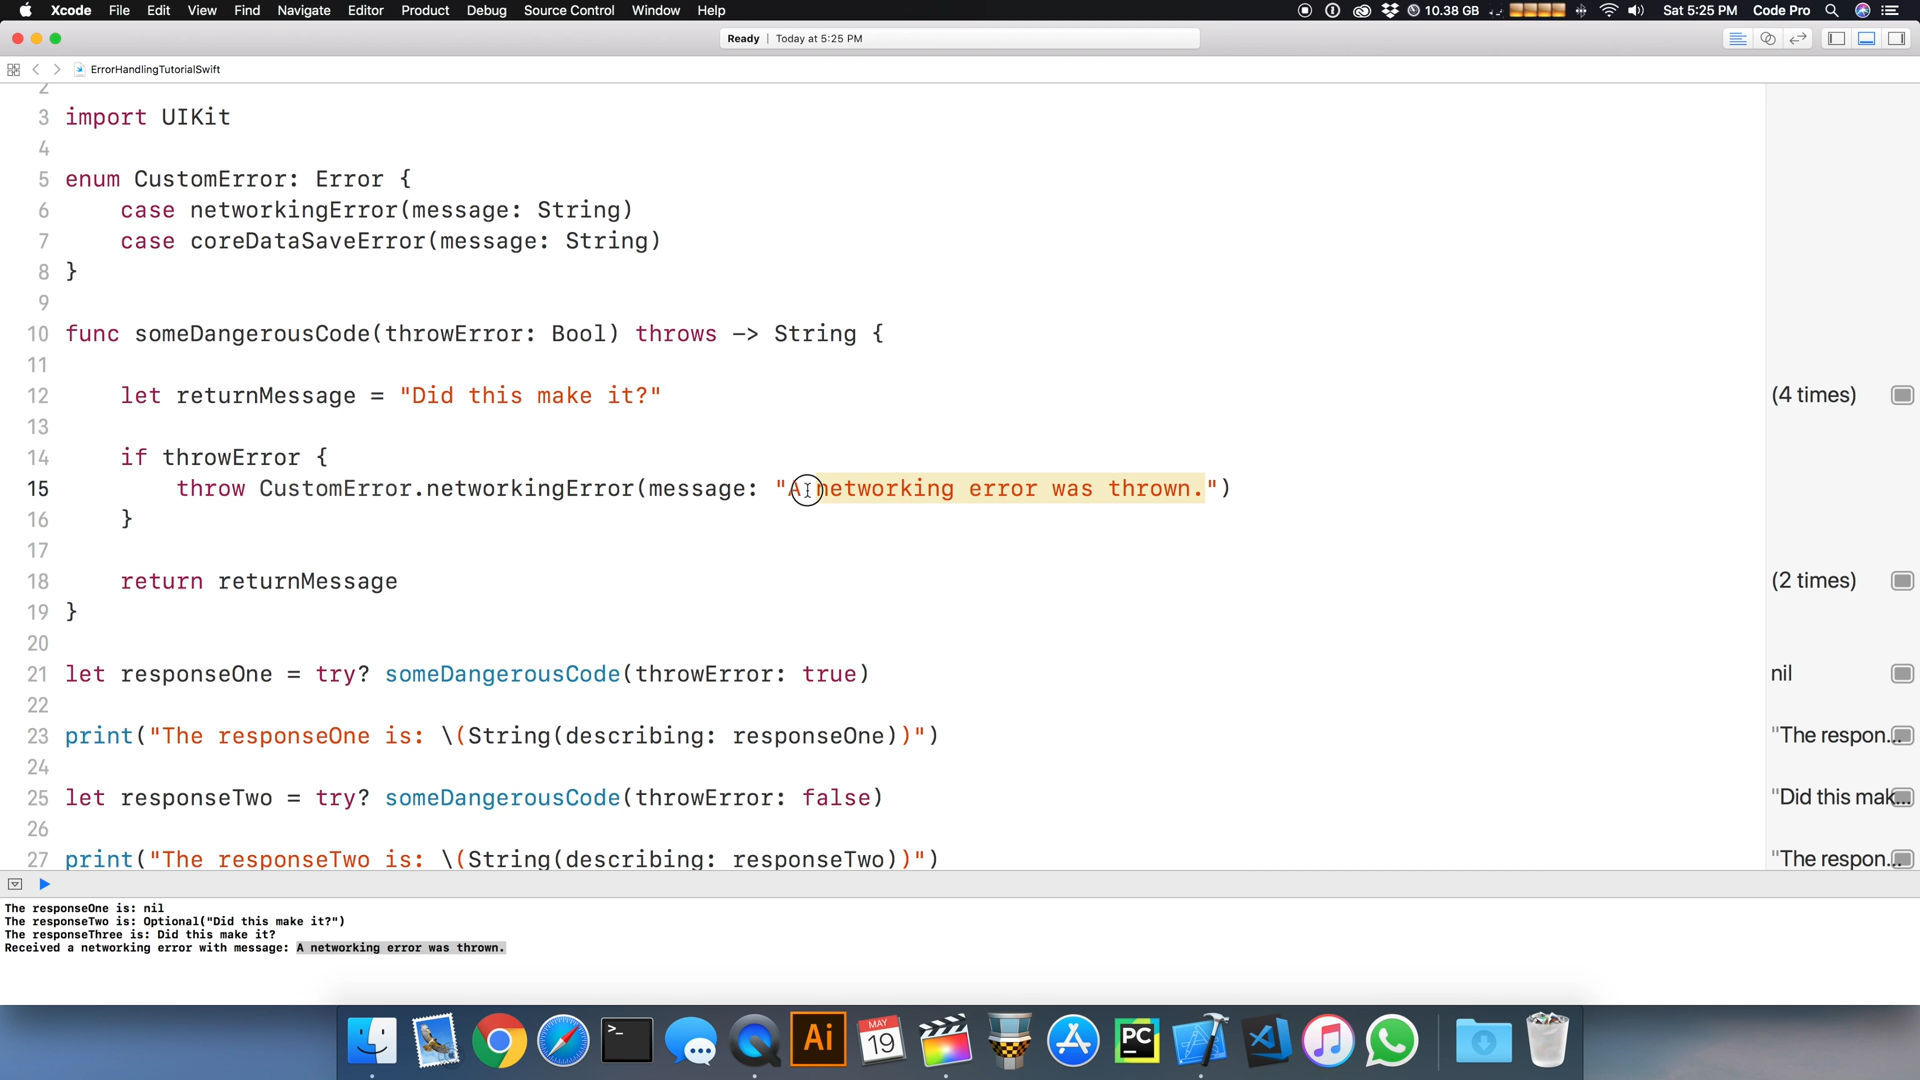 Xcode File Edit View Find Navigate Editor Product Debug Source Control Window Help 10.38 GB Sat 5:25 PM Code Pro
Ready | Today at 5:25 PM
ErrorHandlingTutorialSwift
2
3 import UIKit
4
5 enum CustomError: Error {
6 case networkingError(message: String)
7 case coreDataSaveError(message: String)
8 }
9
10 func someDangerousCode(throwError: Bool) throws -> String {
11
12 let returnMessage = "Did this make it?" (4 times)
13
14 if throwError {
15 throw CustomError.networkingError(message: "A networking error was thrown.")
16 }
17
18 return returnMessage (2 times)
19 }
20
21 let responseOne = try? someDangerousCode(throwError: true) nil
22
23 print("The responseOne is: \(String(describing: responseOne))") "The respon...
24
25 let responseTwo = try? someDangerousCode(throwError: false) "Did this mak...
26
27 print("The responseTwo is: \(String(describing: responseTwo))") "The respon...
The responseOne is: nil
The responseTwo is: Optional("Did this make it?")
The responseThree is: Did this make it?
Received a networking error with message: A networking error was thrown.
>_ Ai MAY 19 PC